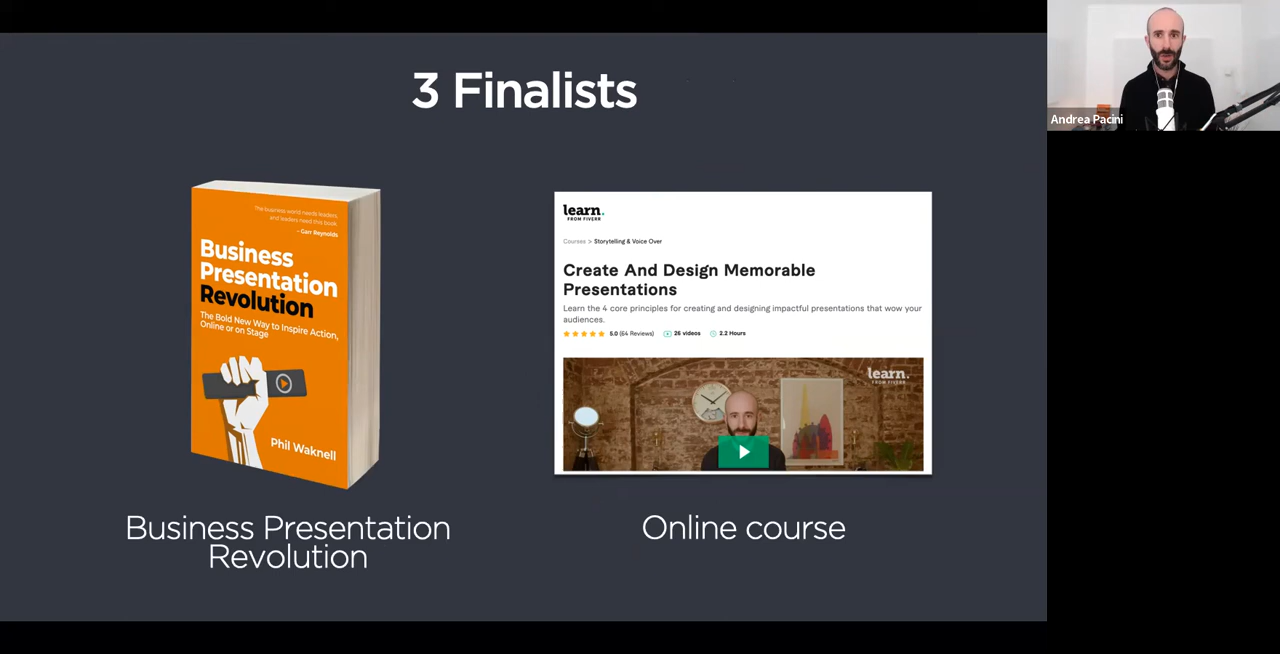 3 Finalists
Andrea Pacini
The business world needs leaders
and leaders need this book.
– Garr Reynolds
Business
Presentation
Revolution
The Bold New Way to Inspire Action,
Online or on Stage
Phil Waknell
learn.
FROM FIVERR
Courses > Storytelling & Voice Over
Create And Design Memorable
Presentations
Learn the 4 core principles for creating and designing impactful presentations that wow your
audiences.
5.0 (64 Reviews) 26 videos 2.2 Hours
learn.
FROM FIVERR
Business Presentation
Revolution
Online course